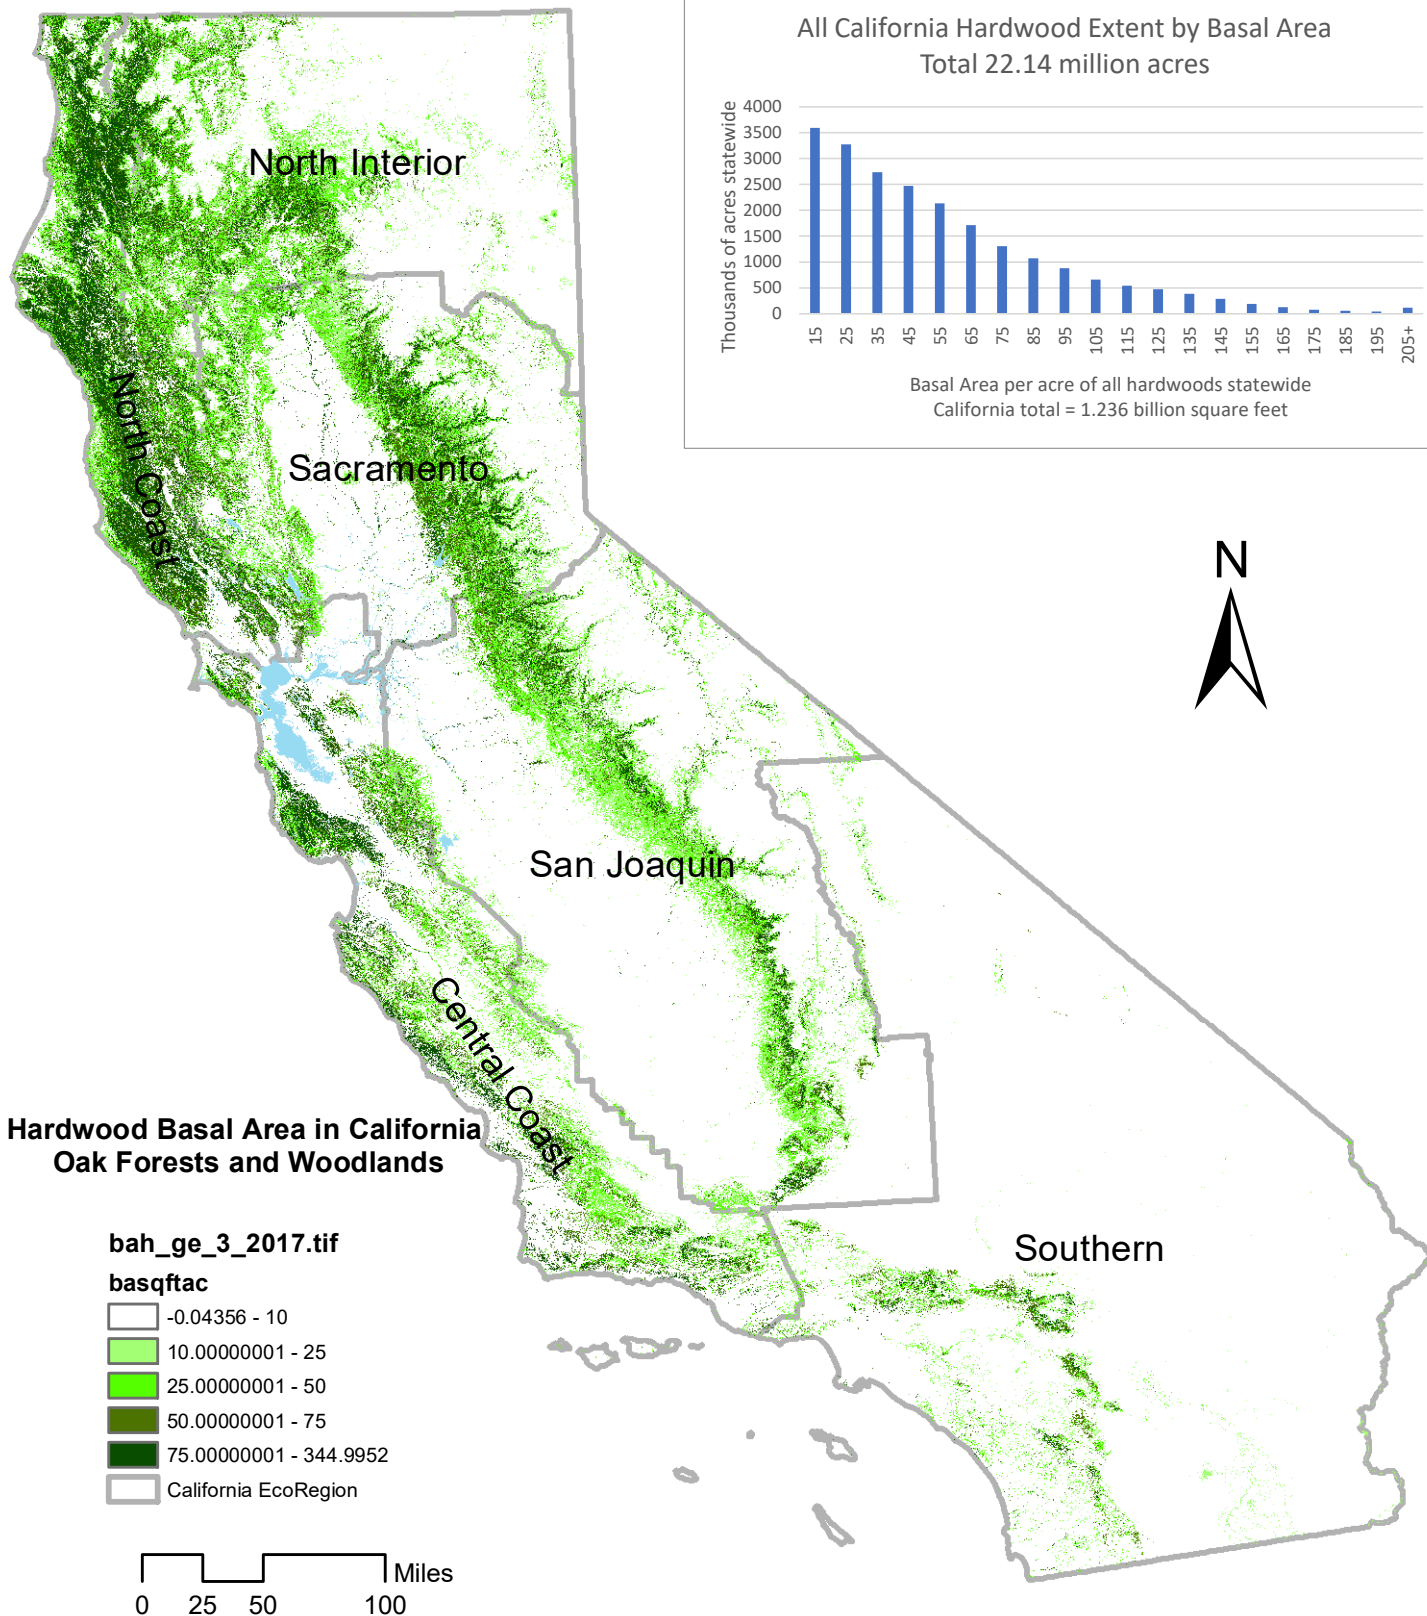 All California Hardwood Extent by Basal Area
Total 22.14 million acres
Thousands of acres statewide
4000
3500
3000
2500
2000
1500
1000
500
0
15 25 35 45 55 65 75 85 95 105 115 125 135 145 155 165 175 185 195 205+
Basal Area per acre of all hardwoods statewide
California total = 1.236 billion square feet
North Interior
North Coast
Sacramento
N
San Joaquin
Central Coast
Southern
Hardwood Basal Area in California
Oak Forests and Woodlands
bah_ge_3_2017.tif
basqftac
-0.04356 - 10
10.00000001 - 25
25.00000001 - 50
50.00000001 - 75
75.00000001 - 344.9952
California EcoRegion
Miles
0 25 50 100